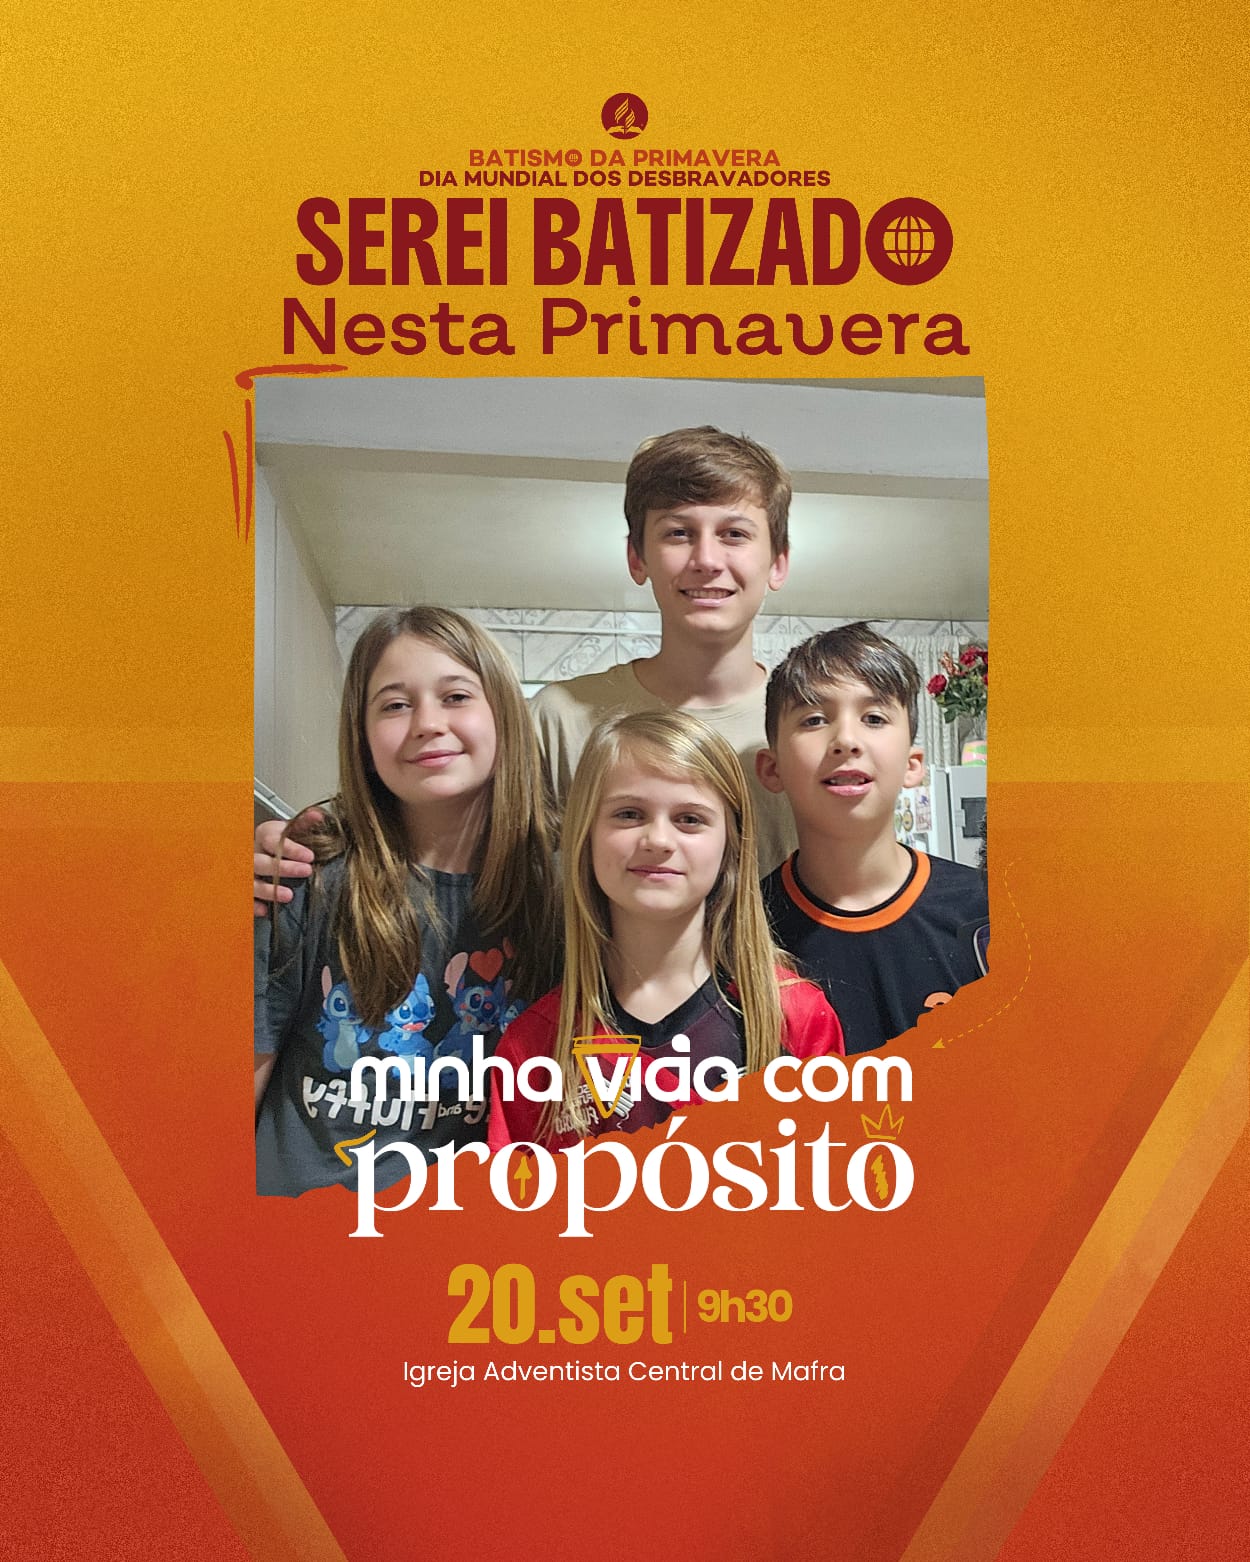 BATISMO DA PRIMAVERA
DIA MUNDIAL DOS DESBRAVADORES
SEREI BATIZADO
Nesta Primavera
minha vida com
propósito
20.set 9h30
Igreja Adventista Central de Mafra